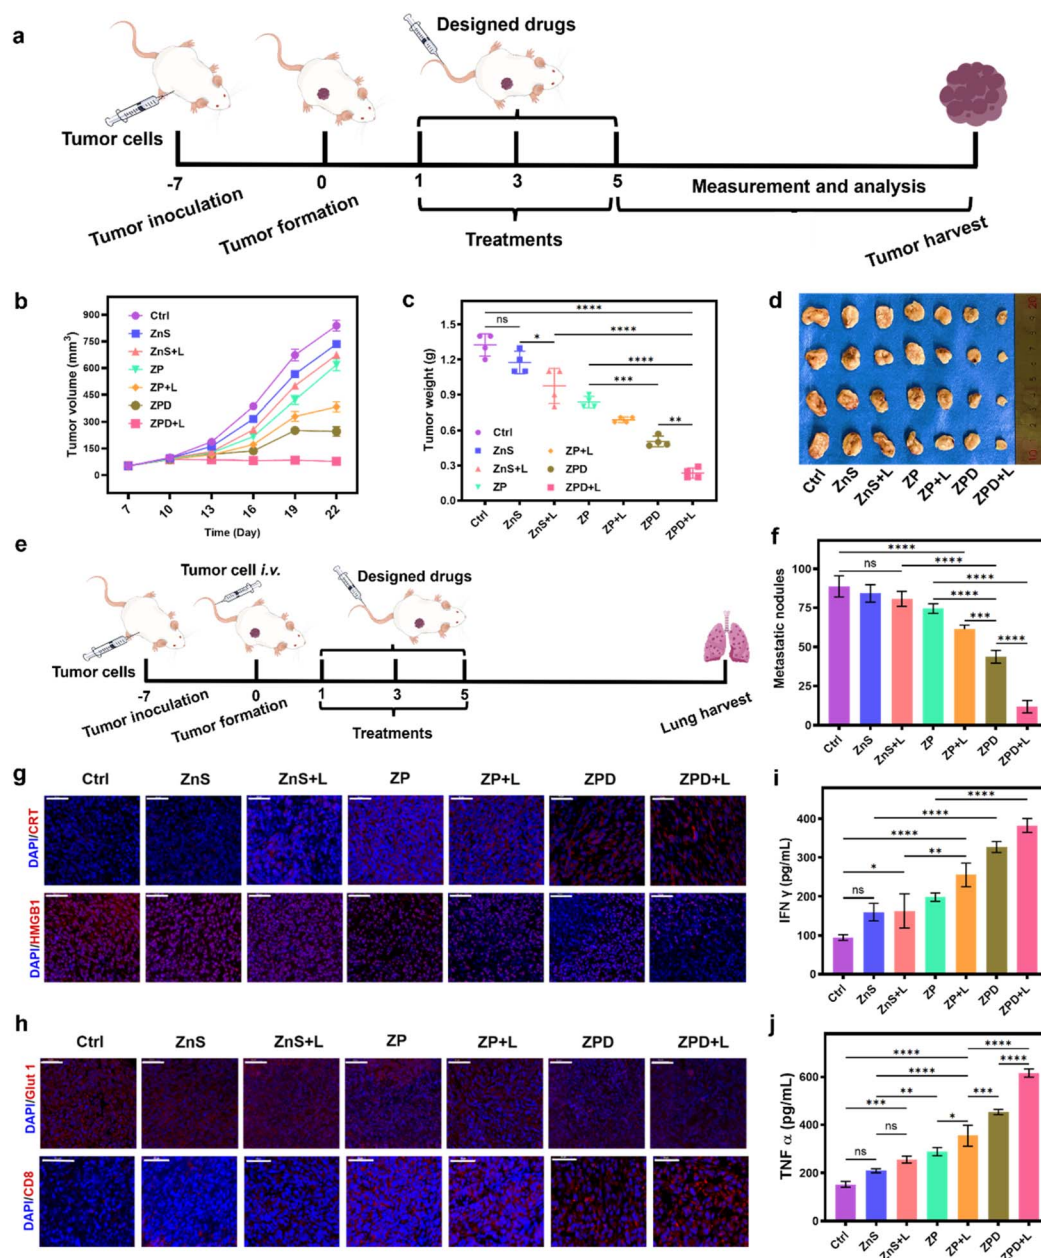 a
Designed drugs
Tumor cells
-7
0
1
3
5
Measurement and analysis
Tumor inoculation
Tumor formation
Treatments
Tumor harvest
b
Tumor volume (mm³)
900
750
600
450
300
150
0
Ctrl
ZnS
ZnS+L
ZP
ZP+L
ZPD
ZPD+L
7
10
13
16
19
22
Time (Day)
c
Tumor weight (g)
1.5
1.2
0.9
0.6
0.3
0.0
****
ns
*
****
****
***
**
Ctrl
ZnS
ZnS+L
ZP
ZP+L
ZPD
ZPD+L
Ctrl
ZnS
ZnS+L
ZP
ZP+L
ZPD
ZPD+L
d
Ctrl
ZnS
ZnS+L
ZP
ZP+L
ZPD
ZPD+L
e
Tumor cell i.v.
Designed drugs
Tumor cells
-7
0
1
3
5
Tumor inoculation
Tumor formation
Treatments
Lung harvest
f
Metastatic nodules
100
75
50
25
0
****
ns
****
****
****
***
****
Ctrl
ZnS
ZnS+L
ZP
ZP+L
ZPD
ZPD+L
g
Ctrl
ZnS
ZnS+L
ZP
ZP+L
ZPD
ZPD+L
DAPI/CRT
DAPI/HMGB1
h
Ctrl
ZnS
ZnS+L
ZP
ZP+L
ZPD
ZPD+L
DAPI/Glut 1
DAPI/CD8
i
IFN γ (pg/mL)
400
300
200
100
0
****
****
****
**
*
ns
Ctrl
ZnS
ZnS+L
ZP
ZP+L
ZPD
ZPD+L
j
TNF α (pg/mL)
600
400
200
0
****
****
****
****
**
***
***
*
ns
ns
Ctrl
ZnS
ZnS+L
ZP
ZP+L
ZPD
ZPD+L